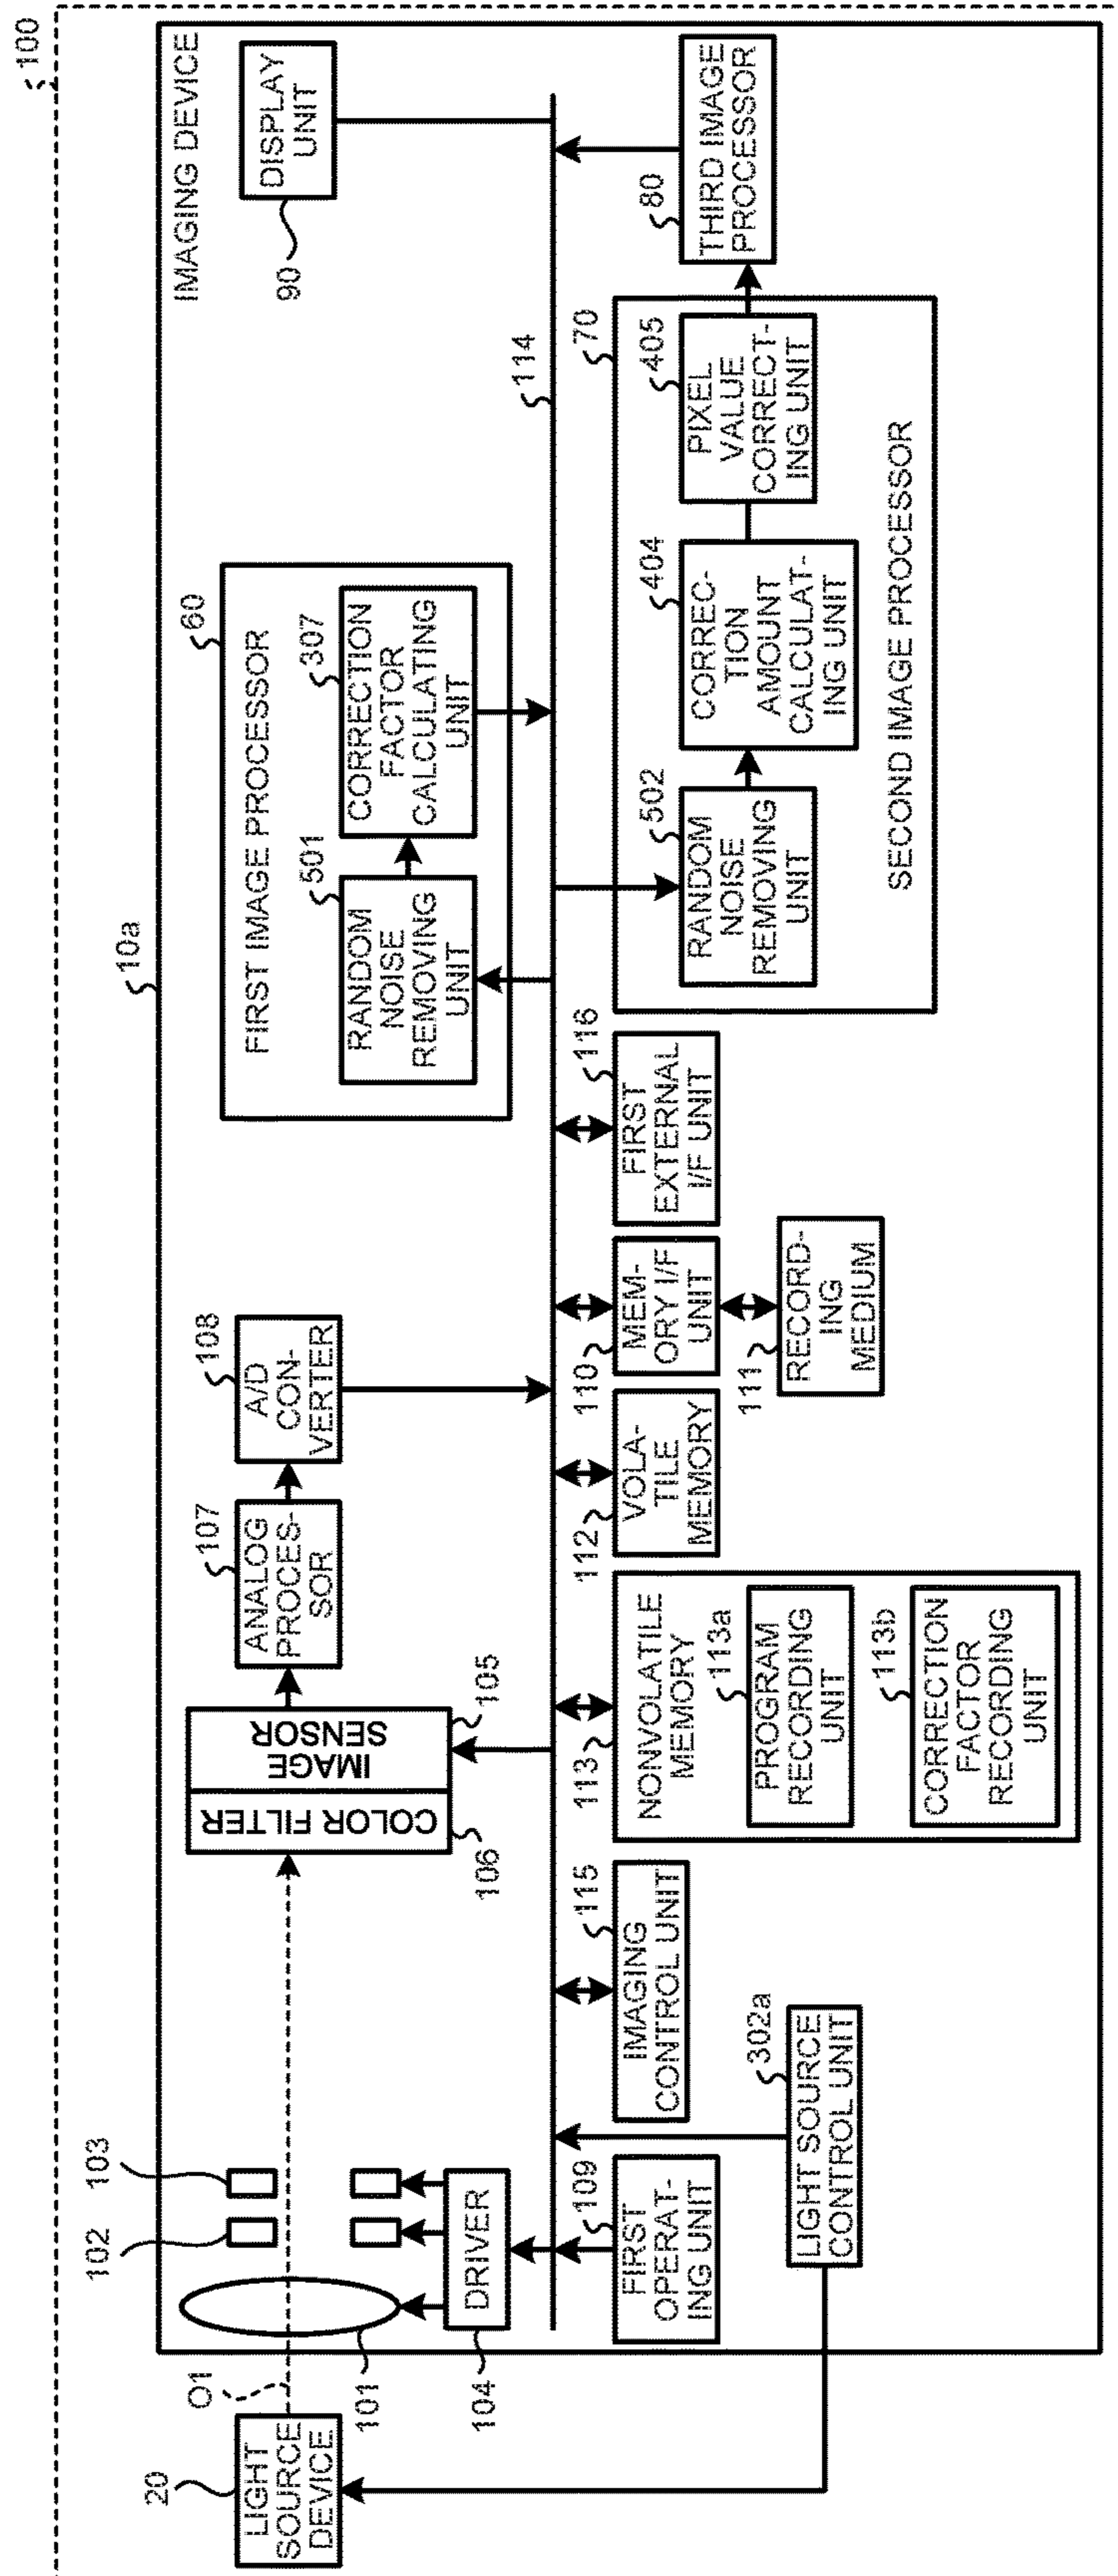 100
10a
IMAGING DEVICE
20
LIGHT
SOURCE
DEVICE
O1
101
102
103
104
DRIVER
106
COLOR FILTER
105
IMAGE
SENSOR
107
ANALOG
PROCES-
SOR
108
A/D
CON-
VERTER
60
FIRST IMAGE PROCESSOR
501
RANDOM
NOISE
REMOVING
UNIT
307
CORRECTION
FACTOR
CALCULATING
UNIT
90
DISPLAY
UNIT
114
109
FIRST
OPERAT-
ING UNIT
302a
LIGHT SOURCE
CONTROL UNIT
115
IMAGING
CONTROL UNIT
113
NONVOLATILE
MEMORY
113a
PROGRAM
RECORDING
UNIT
113b
CORRECTION
FACTOR
RECORDING
UNIT
112
VOLA-
TILE
MEMORY
110
MEM-
ORY I/F
UNIT
111
RECORD-
ING
MEDIUM
116
FIRST
EXTERNAL
I/F UNIT
70
502
RANDOM
NOISE
REMOVING
UNIT
404
CORREC-
TION
AMOUNT
CALCULAT-
ING UNIT
405
PIXEL
VALUE
CORRECT-
ING UNIT
SECOND IMAGE PROCESSOR
80
THIRD IMAGE
PROCESSOR